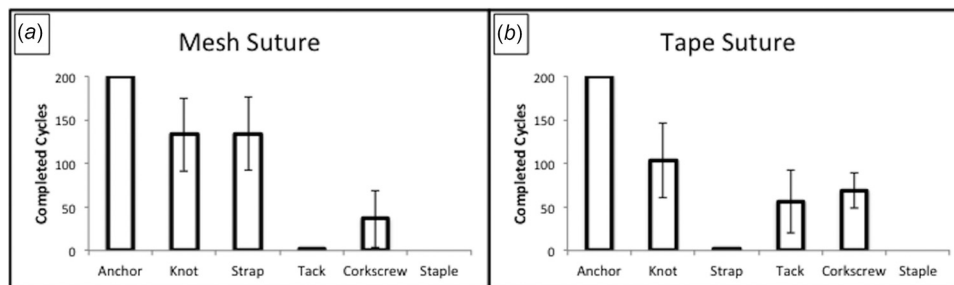 (a)
Mesh Suture
Completed Cycles
200
150
100
50
0
Anchor Knot Strap Tack Corkscrew Staple
(b)
Tape Suture
Completed Cycles
200
150
100
50
0
Anchor Knot Strap Tack Corkscrew Staple